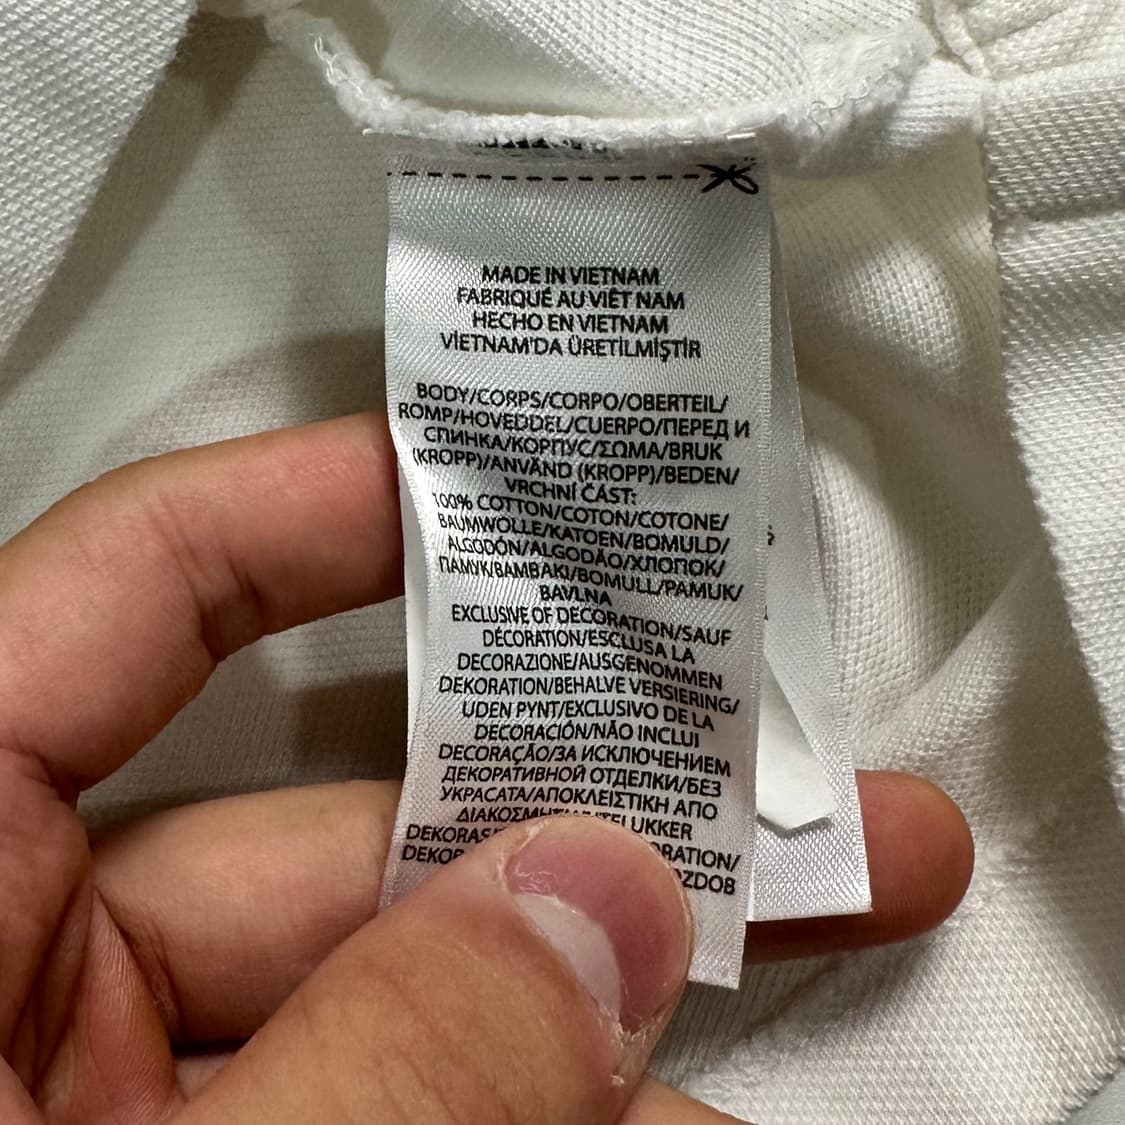 MADE IN VIETNAM
FABRIQUÉ AU VIÊT NAM
HECHO EN VIETNAM
VİETNAM'DA ÜRETİLMİŞTİR
BODY/CORPS/CORPO/OBERTEIL/
ROMP/HOVEDDEL/CUERPO/ПЕРЕД И
СПИНКА/КОРПУС/ΣΩΜΑ/BRUK
(KROPP)/ANVÄND (KROPP)/BEDEN/
VRCHNÍ ČÁST:
100% COTTON/COTON/COTONE/
BAUMWOLLE/KATOEN/BOMULD/
ALGODÓN/ALGODÃO/ХЛОПОК/
ПАМУК/ΒΑΜΒΑΚΙ/BOMULL/PAMUK/
BAVLNA
EXCLUSIVE OF DECORATION/SAUF
DÉCORATION/ESCLUSA LA
DECORAZIONE/AUSGENOMMEN
DEKORATION/BEHALVE VERSIERING/
UDEN PYNT/EXCLUSIVO DE LA
DECORACIÓN/NÃO INCLUI
DECORAÇÃO/ЗА ИСКЛЮЧЕНИЕМ
ДЕКОРАТИВНОЙ ОТДЕЛКИ/БЕЗ
УКРАСАТА/ΑΠΟΚΛΕΙΣΤΙΚΗ ΑΠΟ
UKKER